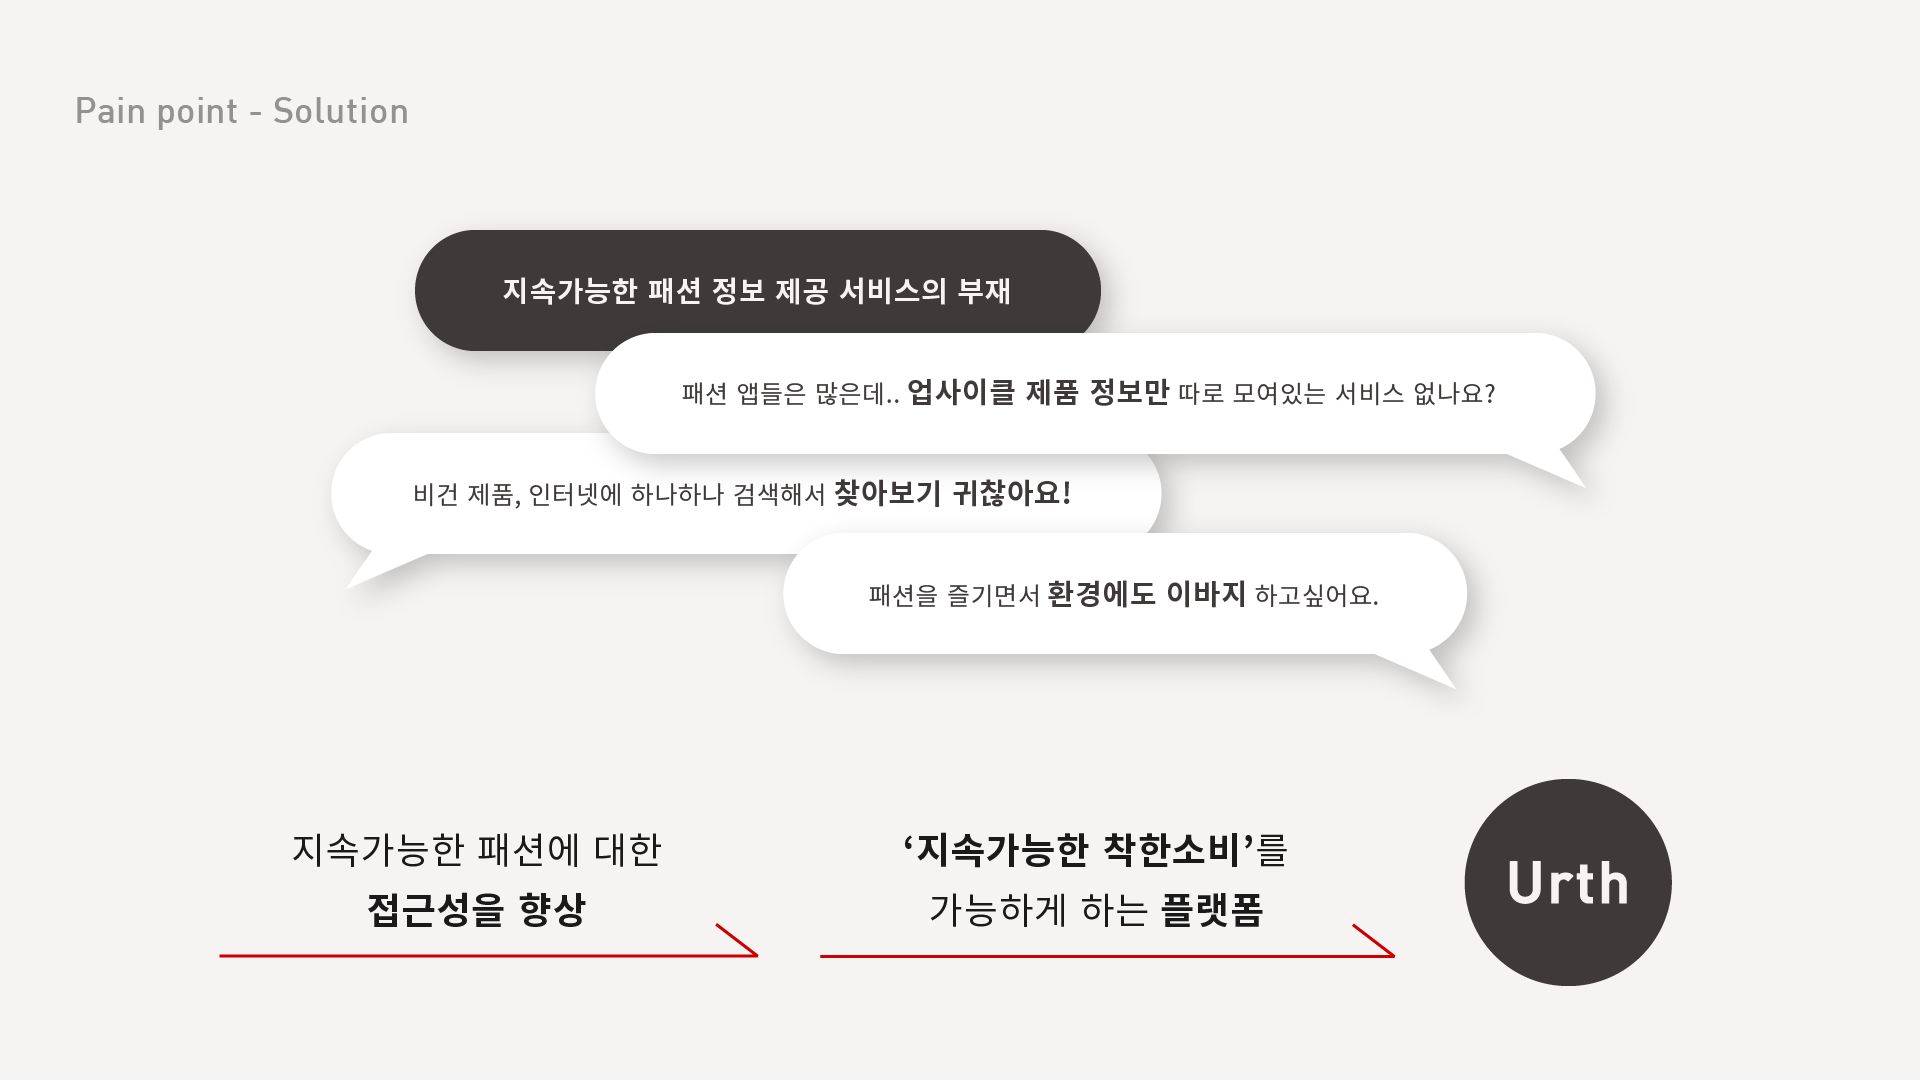 Pain point - Solution
지속가능한 패션 정보 제공 서비스의 부재
패션 앱들은 많은데.. 업사이클 제품 정보만 따로 모여있는 서비스 없나요?
비건 제품, 인터넷에 하나하나 검색해서 찾아보기 귀찮아요!
패션을 즐기면서 환경에도 이바지 하고싶어요.
지속가능한 패션에 대한
접근성을 향상
‘지속가능한 착한소비’를
가능하게 하는 플랫폼
Urth